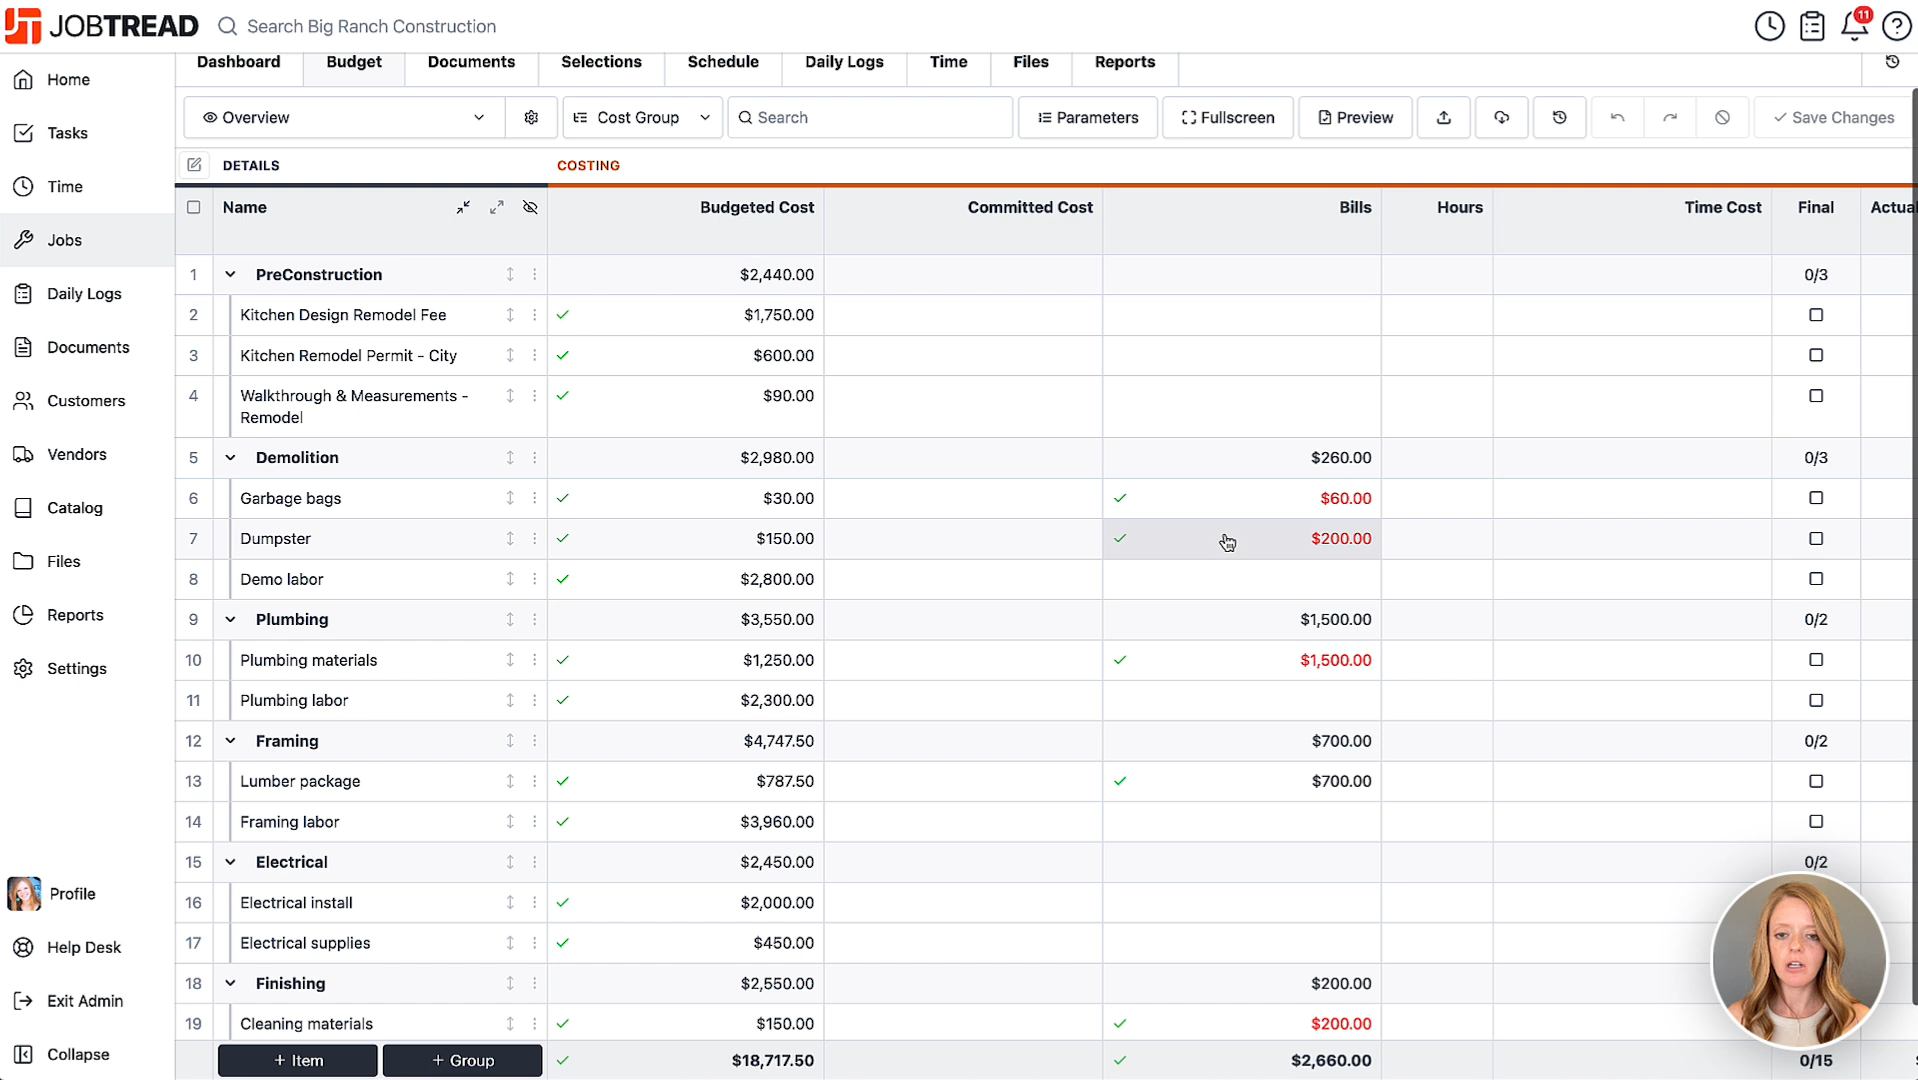 JOBTREAD Search Big Ranch Construction 11
Dashboard Budget Documents Selections Schedule Daily Logs Time Files Reports
Home
Tasks
Time
Jobs
Daily Logs
Documents
Customers
Vendors
Catalog
Files
Reports
Settings
Profile
Help Desk
Exit Admin
Collapse
Overview Cost Group Search Parameters Fullscreen Preview Save Changes
DETAILS COSTING
Name Budgeted Cost Committed Cost Bills Hours Time Cost Final Actual
1 PreConstruction $2,440.00 0/3
2 Kitchen Design Remodel Fee $1,750.00
3 Kitchen Remodel Permit - City $600.00
4 Walkthrough & Measurements - $90.00
Remodel
5 Demolition $2,980.00 $260.00 0/3
6 Garbage bags $30.00 $60.00
7 Dumpster $150.00 $200.00
8 Demo labor $2,800.00
9 Plumbing $3,550.00 $1,500.00 0/2
10 Plumbing materials $1,250.00 $1,500.00
11 Plumbing labor $2,300.00
12 Framing $4,747.50 $700.00 0/2
13 Lumber package $787.50 $700.00
14 Framing labor $3,960.00
15 Electrical $2,450.00 0/2
16 Electrical install $2,000.00
17 Electrical supplies $450.00
18 Finishing $2,550.00 $200.00
19 Cleaning materials $150.00 $200.00
+ Item + Group $18,717.50 $2,660.00 0/15